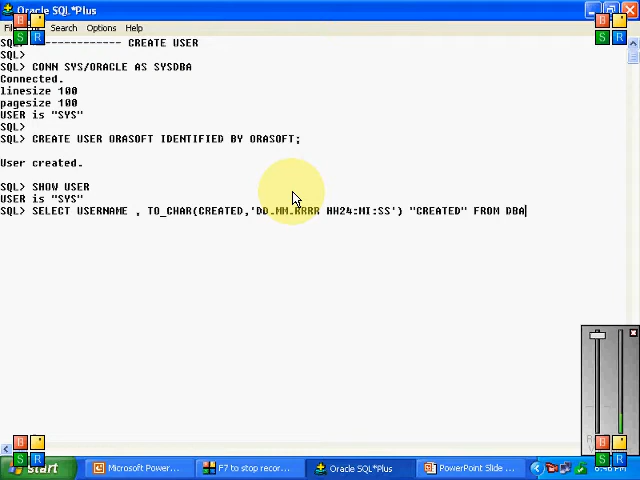 Oracle SQL*Plus
Search Options Help
SQL> ------------ CREATE USER
SQL>
SQL> CONN SYS/ORACLE AS SYSDBA
Connected.
linesize 100
pagesize 100
USER is "SYS"
SQL>
SQL> CREATE USER ORASOFT IDENTIFIED BY ORASOFT;
User created.
SQL> SHOW USER
USER is "SYS"
SQL> SELECT USERNAME , TO_CHAR(CREATED,'DD.MM.RRRR HH24:MI:SS') "CREATED" FROM DBA
start Microsoft Power... F7 to stop recor... Oracle SQL*Plus PowerPoint Slide ...